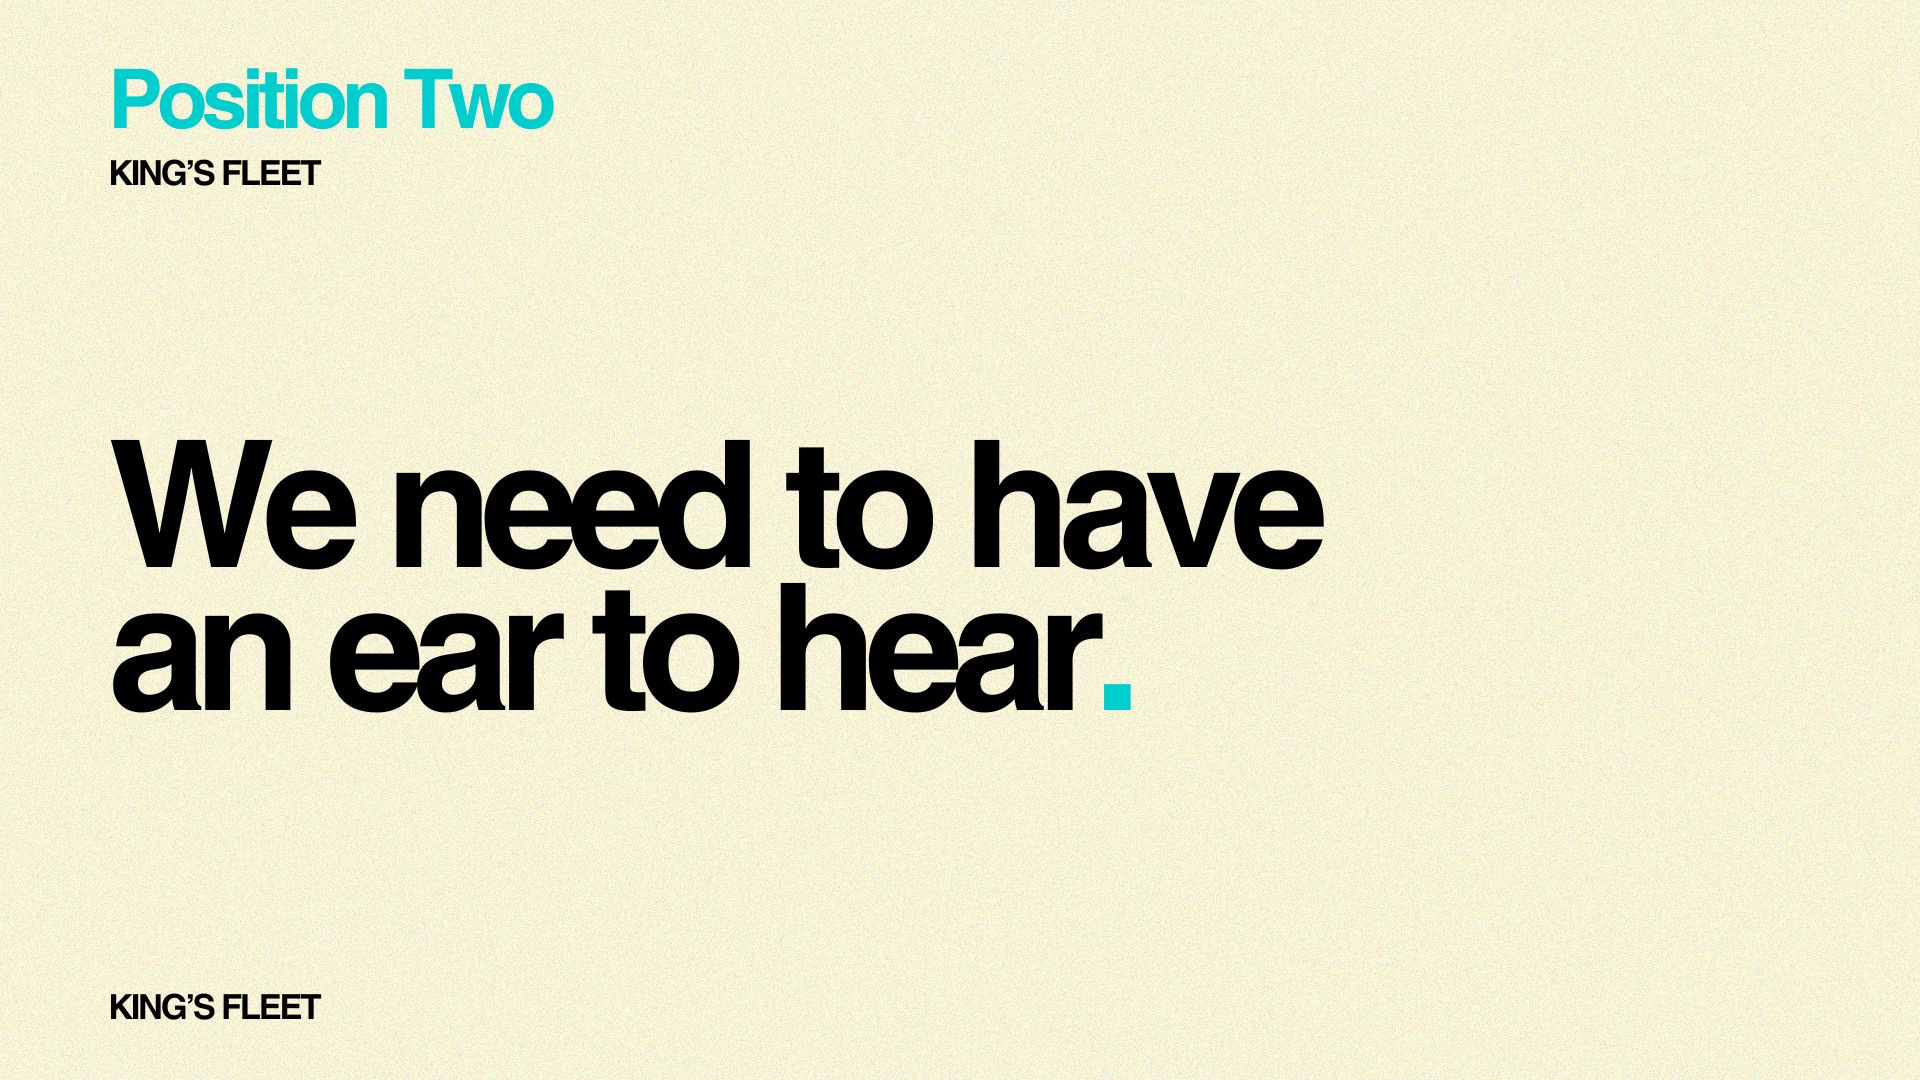 Position Two
KING’S FLEET
We need to have
an ear to hear.
KING’S FLEET